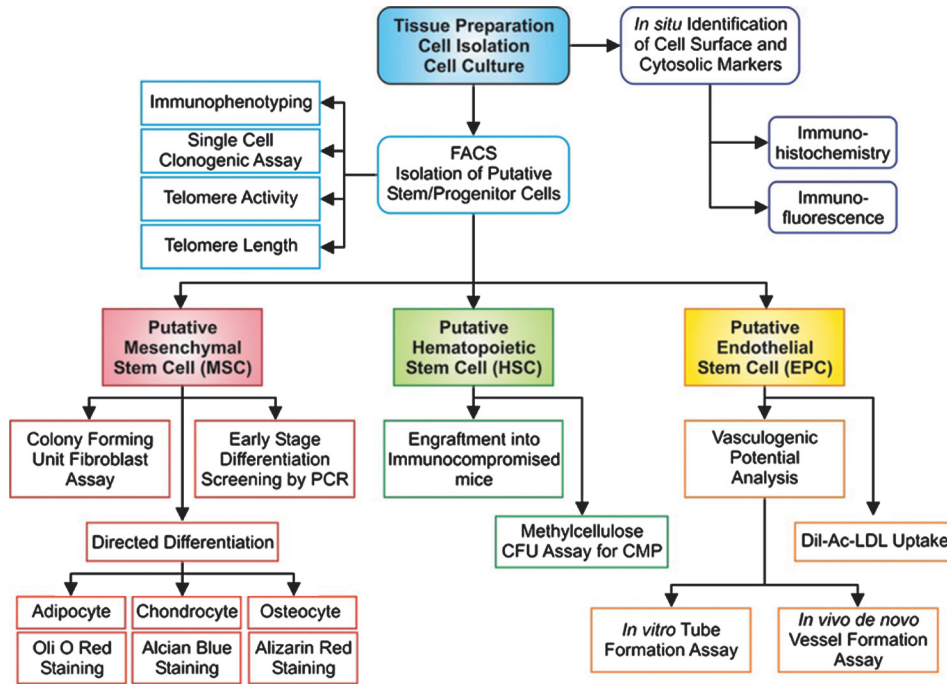 Tissue Preparation
Cell Isolation
Cell Culture
In situ Identification
of Cell Surface and
Cytosolic Markers
Immunophenotyping
Single Cell
Clonogenic Assay
Telomere Activity
Telomere Length
FACS
Isolation of Putative
Stem/Progenitor Cells
Immuno-
histochemistry
Immuno-
fluorescence
Putative
Mesenchymal
Stem Cell (MSC)
Putative
Hematopoietic
Stem Cell (HSC)
Putative
Endothelial
Stem Cell (EPC)
Colony Forming
Unit Fibroblast
Assay
Early Stage
Differentiation
Screening by PCR
Engraftment into
Immunocompromised
mice
Vasculogenic
Potential
Analysis
Methylcellulose
CFU Assay for CMP
Dil-Ac-LDL Uptake
Directed Differentiation
Adipocyte
Chondrocyte
Osteocyte
Oli O Red
Staining
Alcian Blue
Staining
Alizarin Red
Staining
In vitro Tube
Formation Assay
In vivo de novo
Vessel Formation
Assay